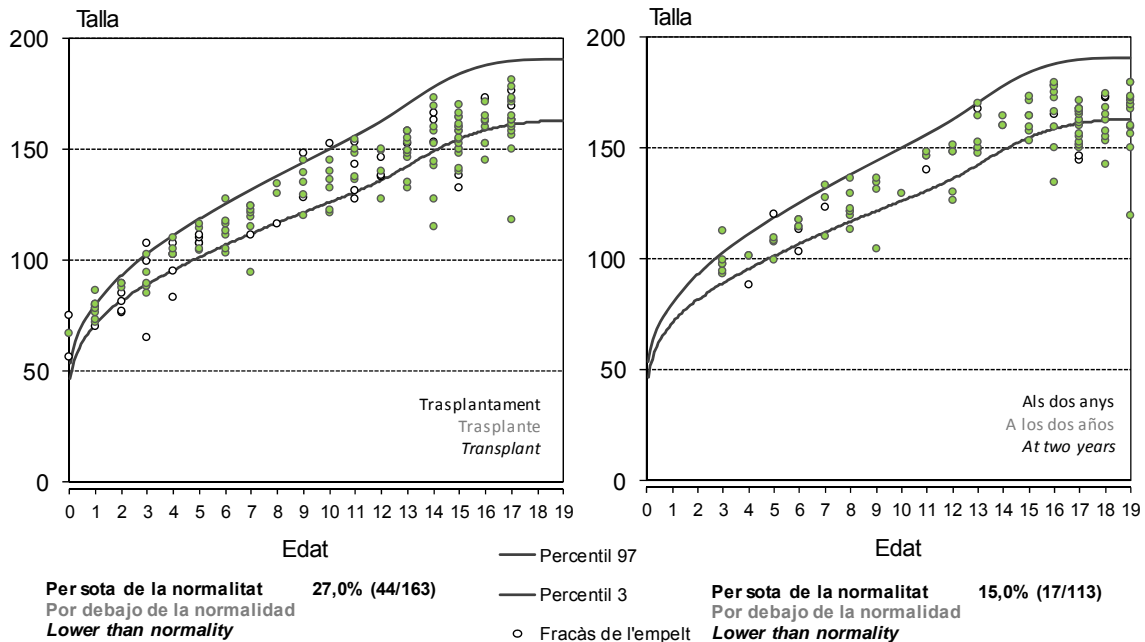 Talla
200
150
100
50
0
Trasplantament
Trasplante
Transplant
0 1 2 3 4 5 6 7 8 9 10 11 12 13 14 15 16 17 18 19
Edat
Per sota de la normalitat 27,0% (44/163)
Por debajo de la normalidad
Lower than normality
Percentil 97
Percentil 3
Fracàs de l'empelt
Talla
200
150
100
50
0
Als dos anys
A los dos años
At two years
0 1 2 3 4 5 6 7 8 9 10 11 12 13 14 15 16 17 18 19
Edat
Per sota de la normalitat 15,0% (17/113)
Por debajo de la normalidad
Lower than normality